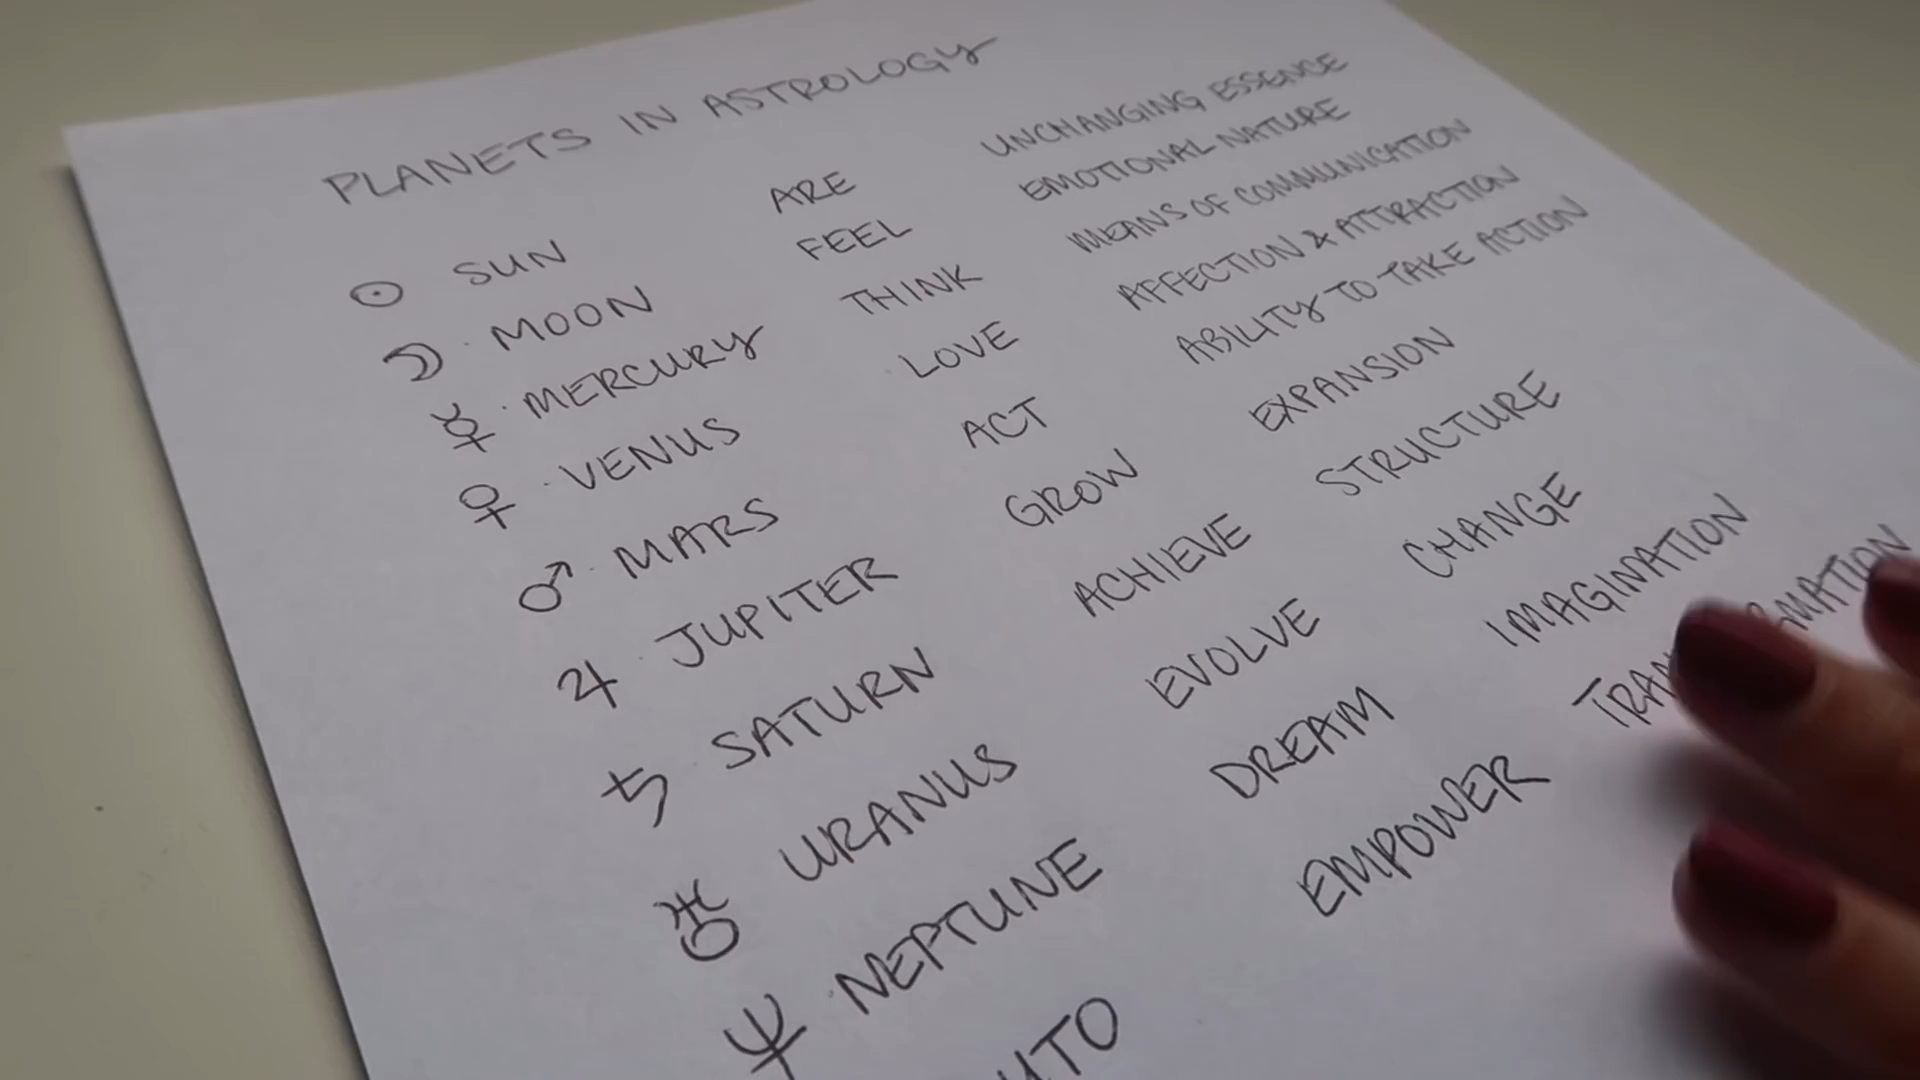 PLANETS IN ASTROLOGY
☉ SUN ARE UNCHANGING ESSENCE
☽ · MOON FEEL EMOTIONAL NATURE
☿ · MERCURY THINK MEANS OF COMMUNICATION
♀ · VENUS LOVE AFFECTION & ATTRACTION
♂ · MARS ACT ABILITY TO TAKE ACTION
♃ · JUPITER GROW EXPANSION
♄ · SATURN ACHIEVE STRUCTURE
♅ URANUS EVOLVE CHANGE
♆ · NEPTUNE DREAM IMAGINATION
EMPOWER